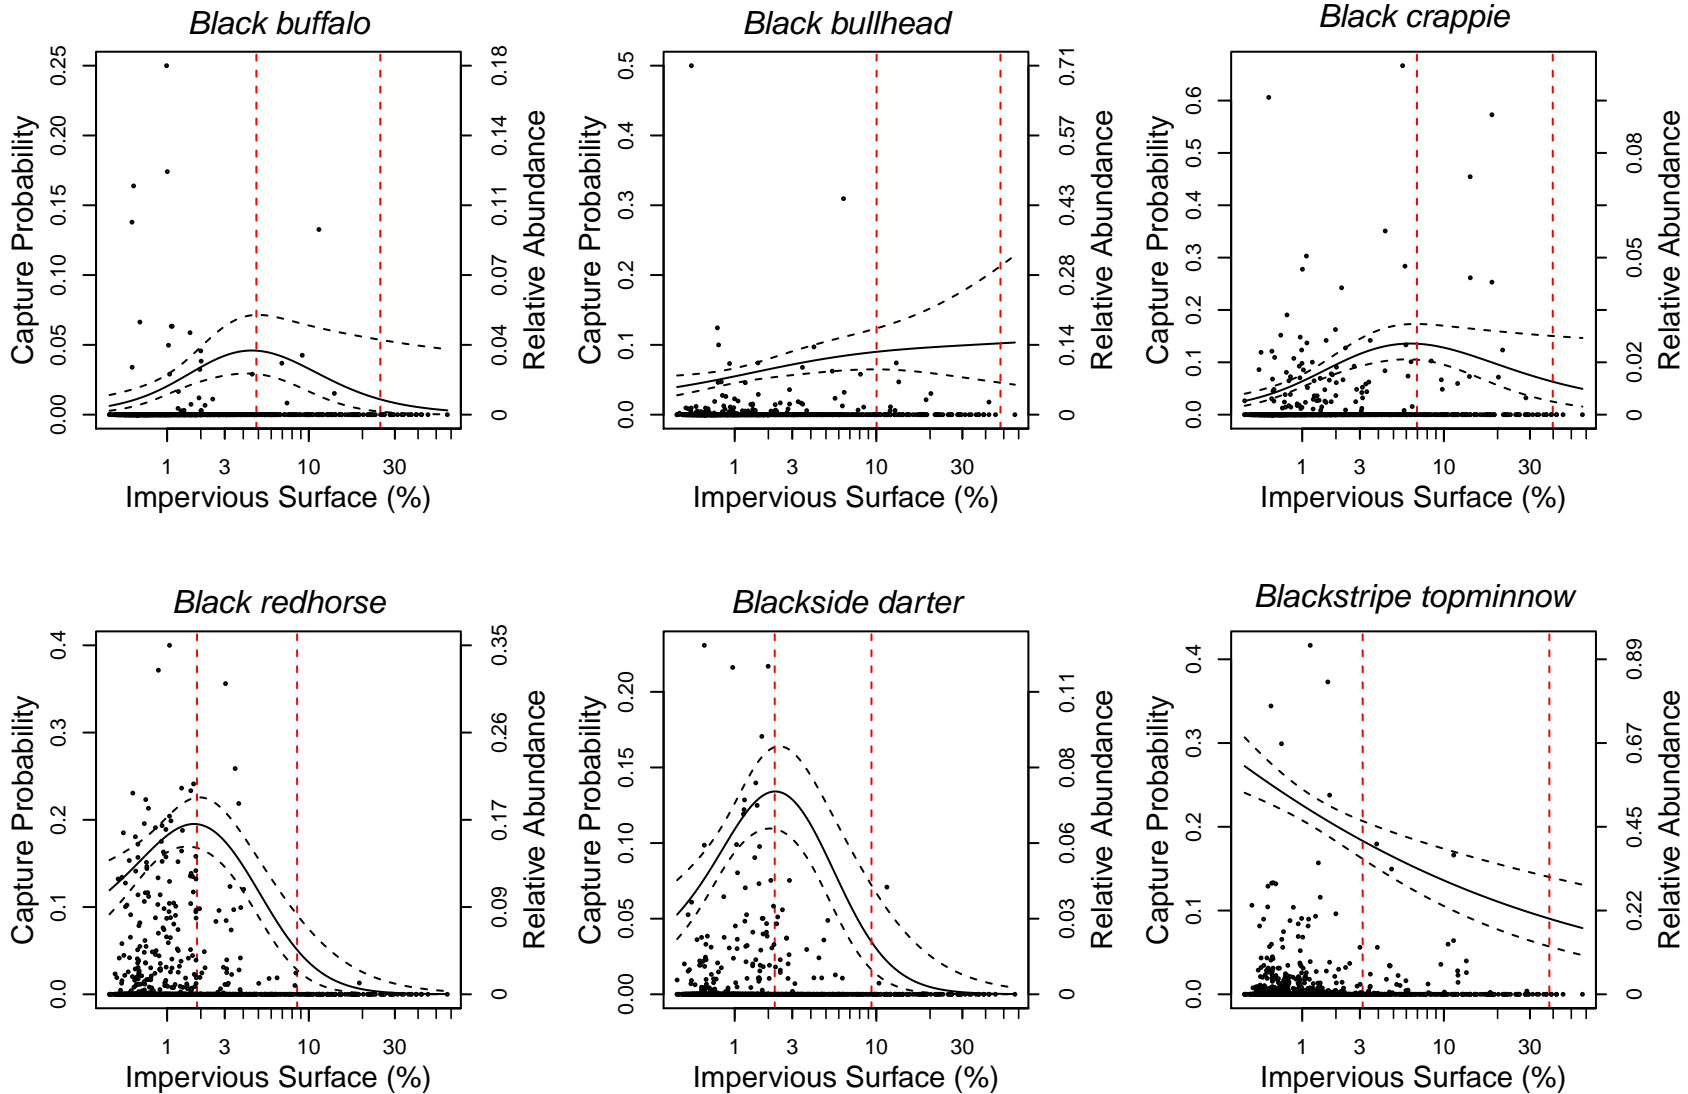 Black buffalo
Black bullhead
Black crappie
Capture Probability
0.00 0.05 0.10 0.15 0.20 0.25
0 0.04 0.07 0.11 0.14 0.18
Relative Abundance
1 3 10 30
Impervious Surface (%)
Capture Probability
0.0 0.1 0.2 0.3 0.4 0.5
0 0.14 0.28 0.43 0.57 0.71
Relative Abundance
1 3 10 30
Impervious Surface (%)
Capture Probability
0.0 0.1 0.2 0.3 0.4 0.5 0.6
0 0.02 0.05 0.08
Relative Abundance
1 3 10 30
Impervious Surface (%)
Black redhorse
Blackside darter
Blackstripe topminnow
Capture Probability
0.0 0.1 0.2 0.3 0.4
0 0.09 0.17 0.26 0.35
Relative Abundance
1 3 10 30
Impervious Surface (%)
Capture Probability
0.00 0.05 0.10 0.15 0.20
0 0.03 0.06 0.08 0.11
Relative Abundance
1 3 10 30
Impervious Surface (%)
Capture Probability
0.0 0.1 0.2 0.3 0.4
0 0.22 0.45 0.67 0.89
Relative Abundance
1 3 10 30
Impervious Surface (%)